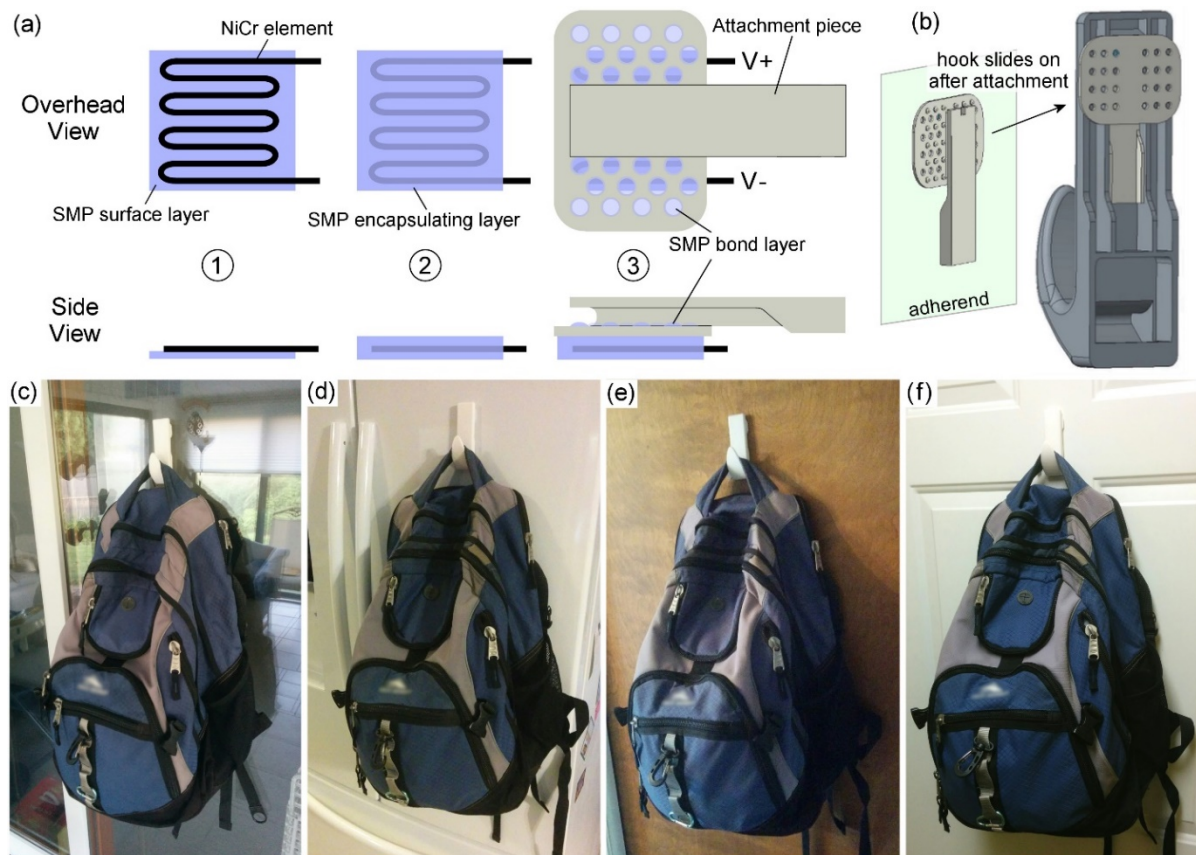 (a)
NiCr element
Overhead
View
SMP surface layer
SMP encapsulating layer
Attachment piece
V+
V-
SMP bond layer
1
2
3
Side
View
(b)
hook slides on
after attachment
adherend
(c)
(d)
(e)
(f)